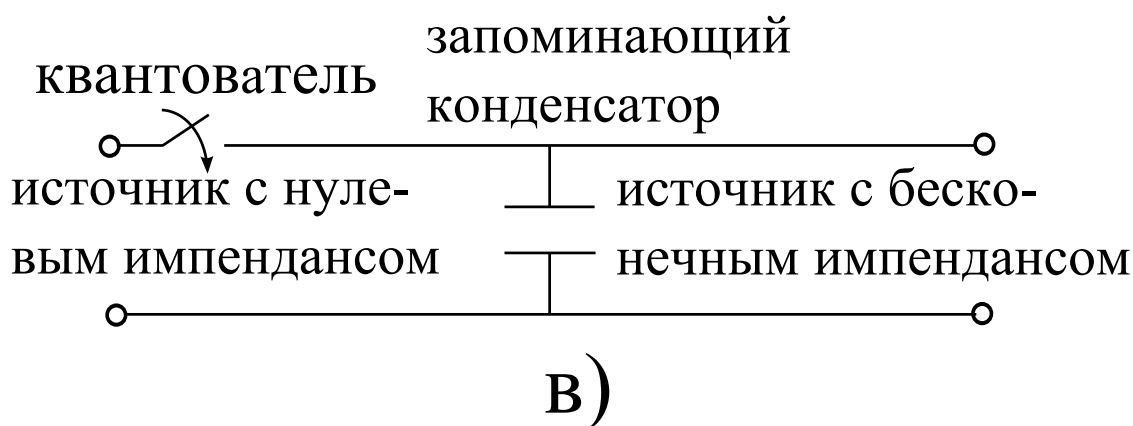 запоминающий
конденсатор
квантователь
источник с нуле-
вым импендансом
источник с беско-
нечным импендансом
в)